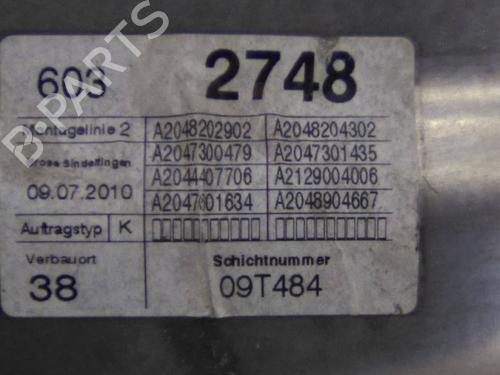 603 2748
Montagelinie 2 A2048202902 A2048204302
A2047300479 A2047301435
Sindelfingen
A2044407706 A2129004006
09.07.2010
A2047601634 A2048904667
Auftragstyp K
Verbauort Schichtnummer
38 09T484
B-PARTS